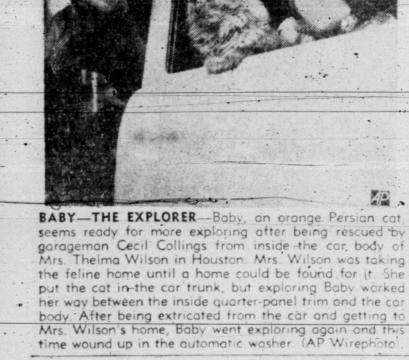 AP
BABY—THE EXPLORER—Baby, an orange Persian cat,
seems ready for more exploring after being rescued by
garageman Cecil Collings from inside the car, body of
Mrs. Thelma Wilson in Houston. Mrs. Wilson was taking
the feline home until a home could be found for it. She
put the cat in the car trunk, but exploring Baby worked
her way between the inside quarter-panel trim and the car
body. After being extricated from the car and getting to
Mrs. Wilson's home, Baby went exploring again and this
time wound up in the automatic washer. (AP Wirephoto).